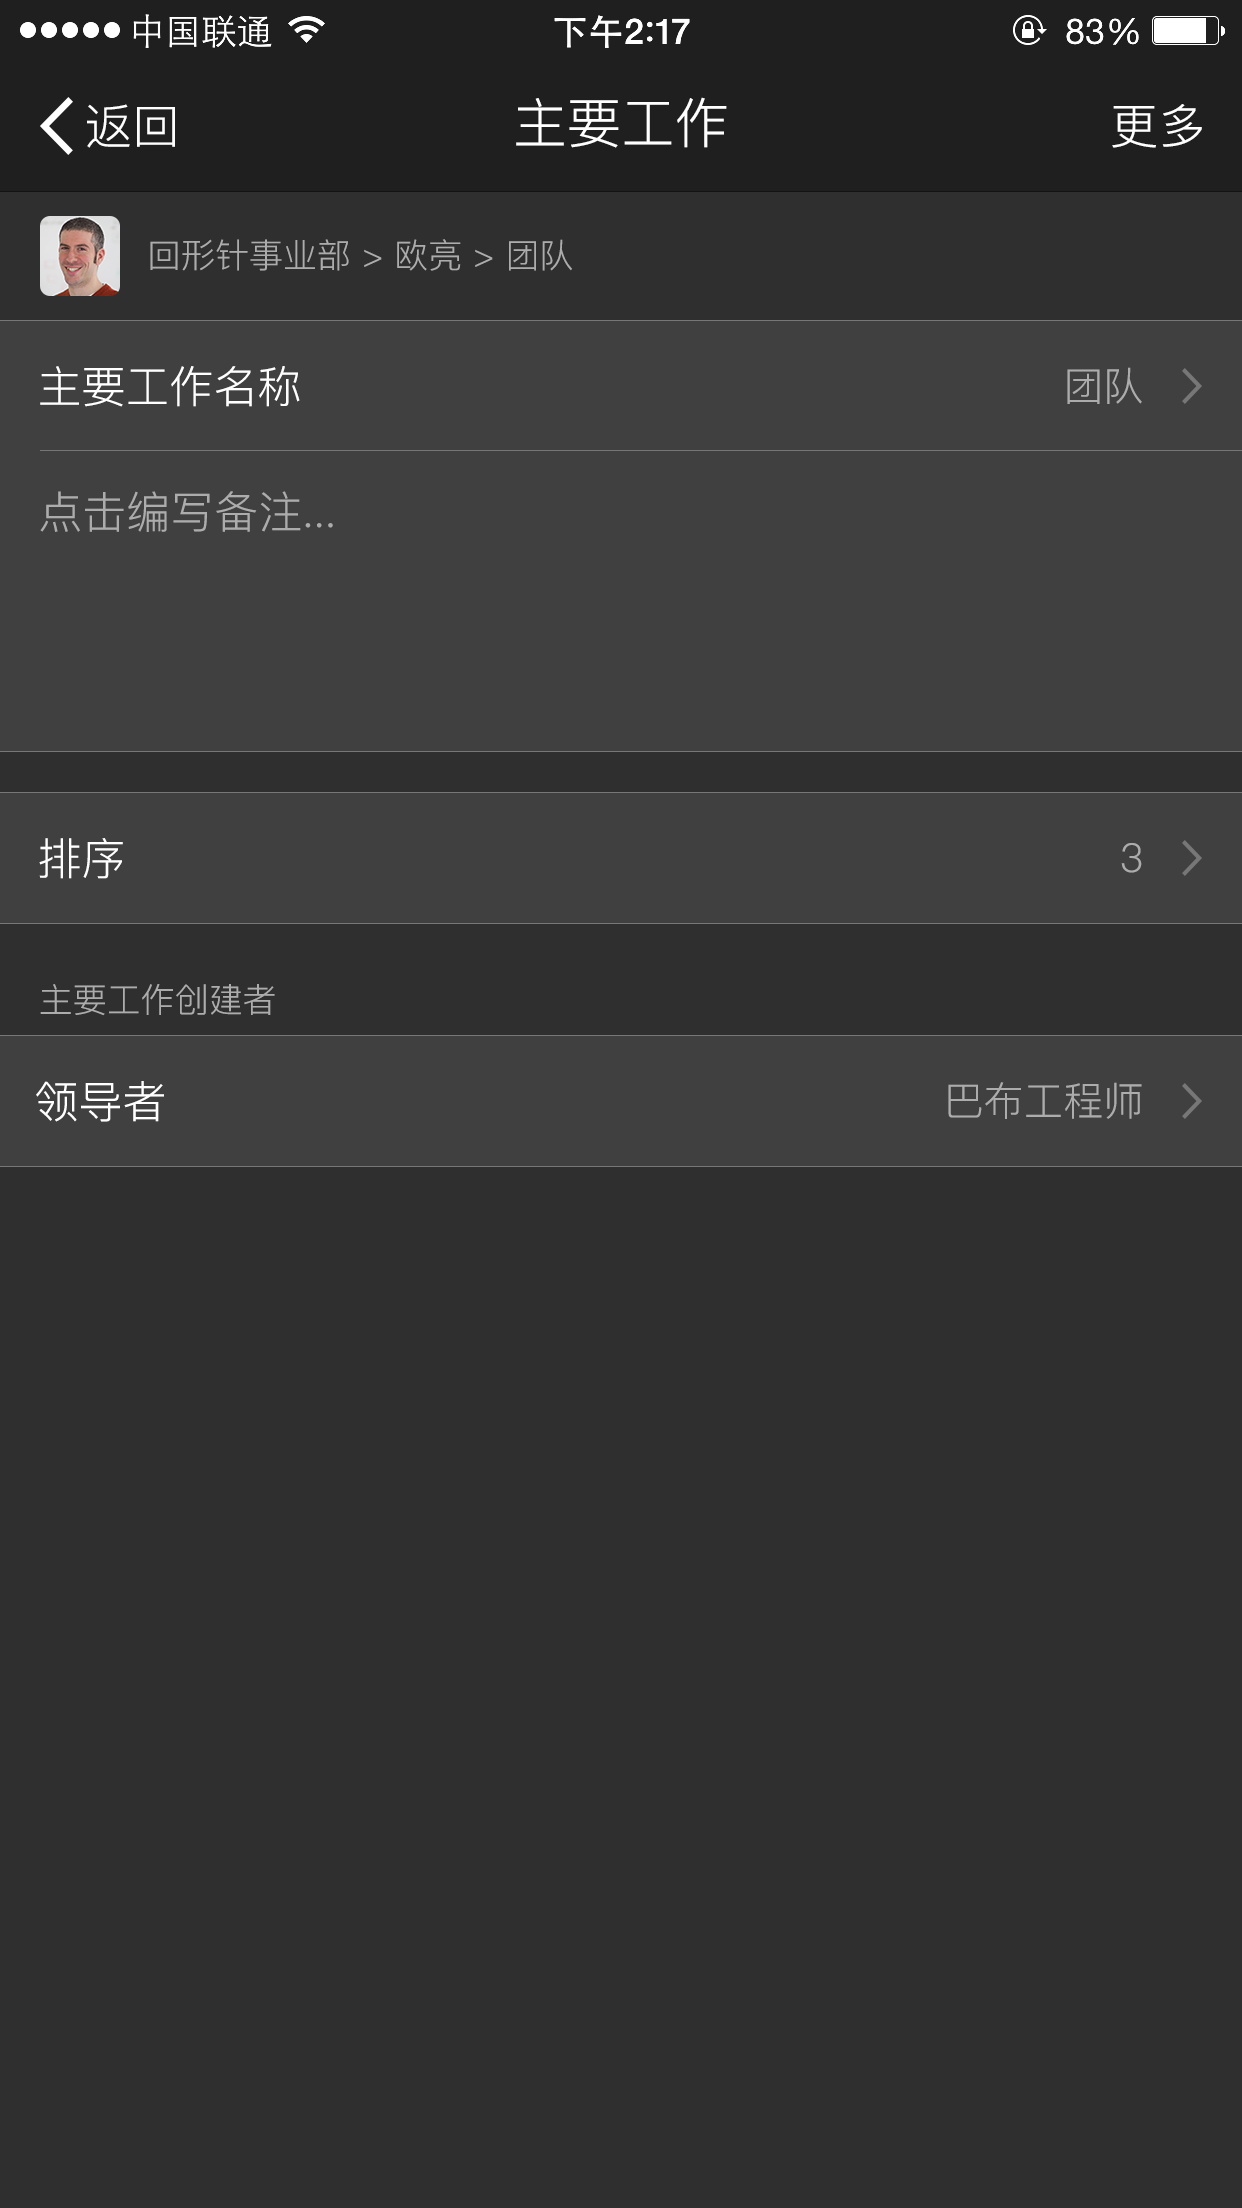 中国联通 下午2:17 83%
返回 主要工作 更多
回形针事业部 > 欧亮 > 团队
主要工作名称 团队
点击编写备注...
排序 3
主要工作创建者
领导者 巴布工程师